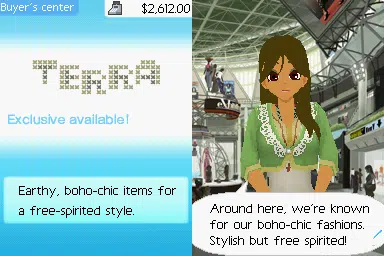 Buyer's center
$2,612.00
TERRA
Exclusive available!
Earthy, boho-chic items for
a free-spirited style.
Around here, we're known
for our boho-chic fashions.
Stylish but free spirited!